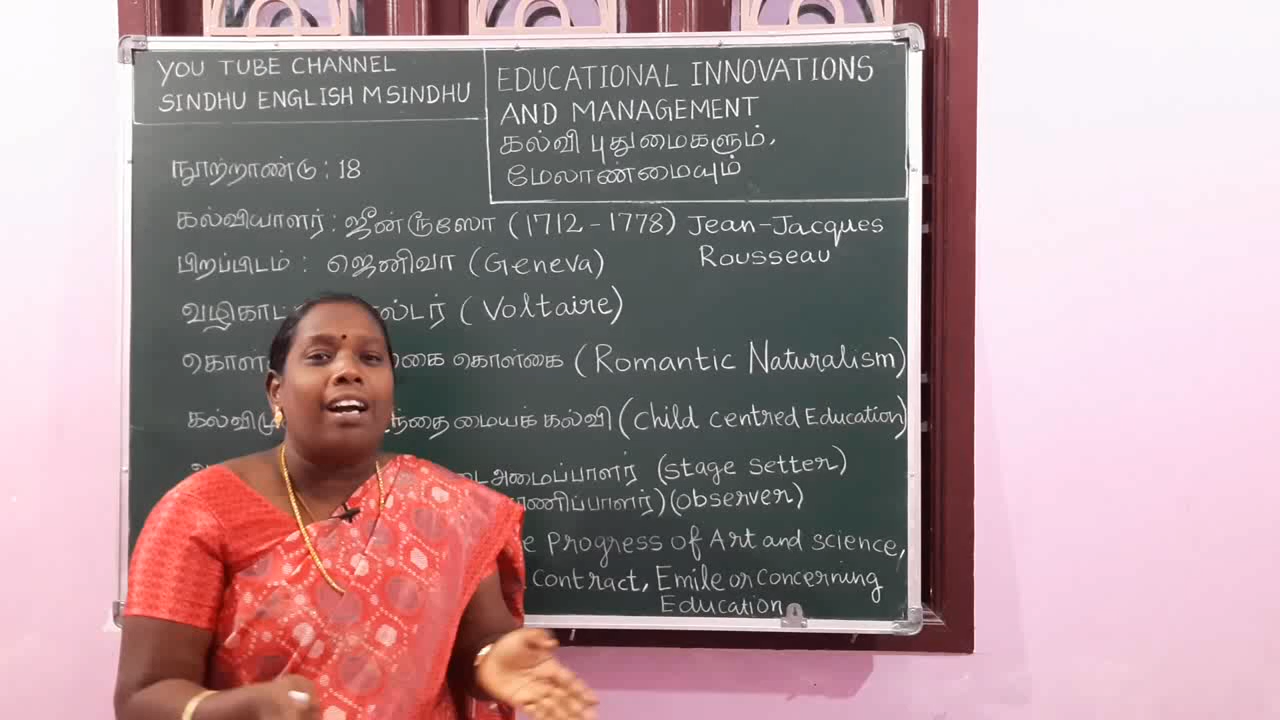 YOU TUBE CHANNEL
SINDHU ENGLISH M SINDHU
EDUCATIONAL INNOVATIONS
AND MANAGEMENT
கல்வி புதுமைகளும்,
மேலாண்மையும்
நூற்றாண்டு : 18
கல்வியாளர் : ஜீன் ரூஸோ (1712 - 1778) Jean-Jacques
Rousseau
பிறப்பிடம் : ஜெனிவா (Geneva)
(Voltaire)
கொள்கை (Romantic Naturalism)
மையக் கல்வி (Child Centred Education)
(Stage Setter)
(Observer)
Progress of Art and Science,
Contract, Emile or Concerning
Education